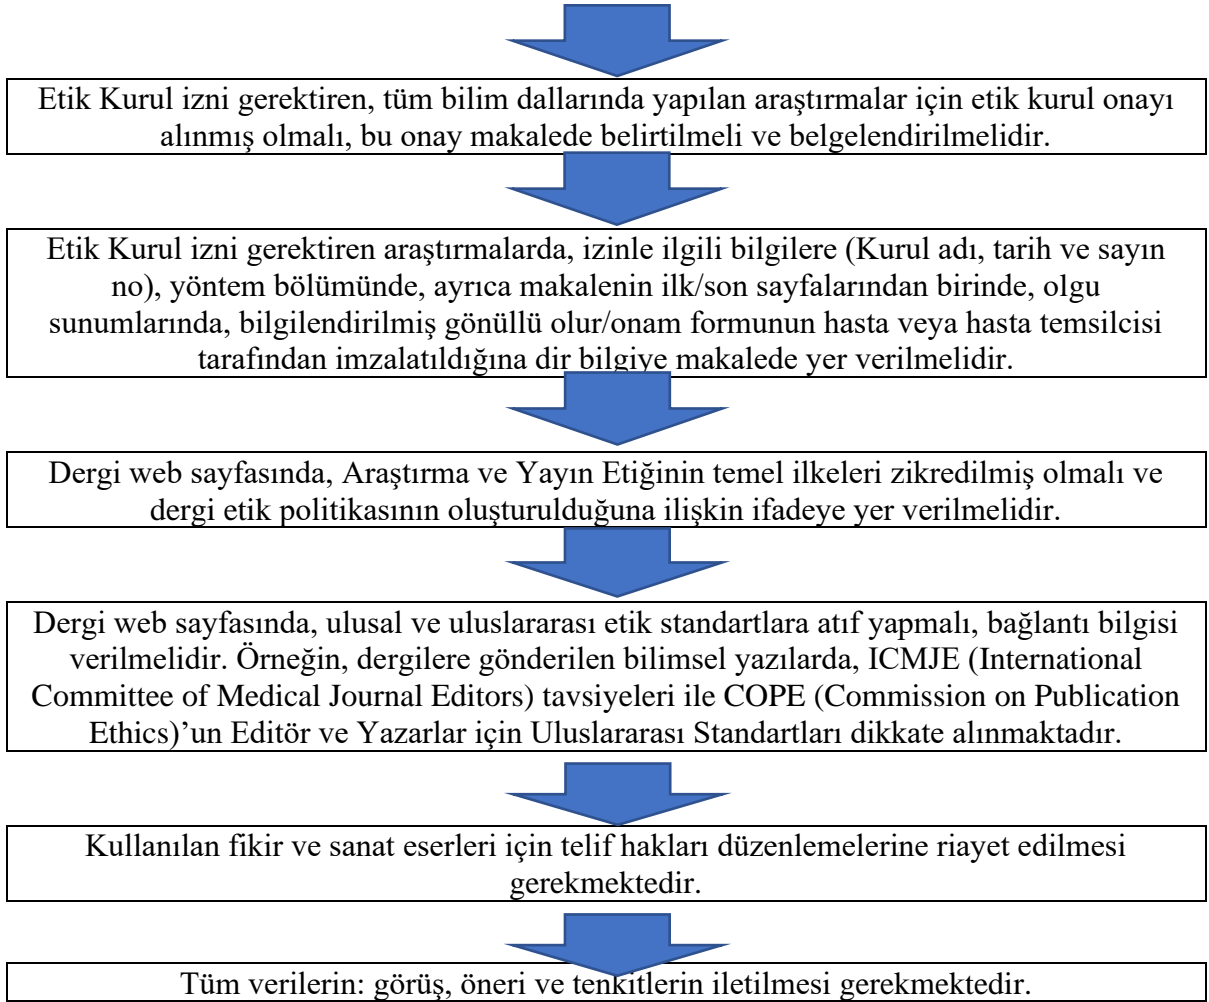 Etik Kurul izni gerektiren, tüm bilim dallarında yapılan araştırmalar için etik kurul onayı
alınmış olmalı, bu onay makalede belirtilmeli ve belgelendirilmelidir.
Etik Kurul izni gerektiren araştırmalarda, izinle ilgili bilgilere (Kurul adı, tarih ve sayın
no), yöntem bölümünde, ayrıca makalenin ilk/son sayfalarından birinde, olgu
sunumlarında, bilgilendirilmiş gönüllü olur/onam formunun hasta veya hasta temsilcisi
tarafından imzalatıldığına dir bilgiye makalede yer verilmelidir.
Dergi web sayfasında, Araştırma ve Yayın Etiğinin temel ilkeleri zikredilmiş olmalı ve
dergi etik politikasının oluşturulduğuna ilişkin ifadeye yer verilmelidir.
Dergi web sayfasında, ulusal ve uluslararası etik standartlara atıf yapmalı, bağlantı bilgisi
verilmelidir. Örneğin, dergilere gönderilen bilimsel yazılarda, ICMJE (International
Committee of Medical Journal Editors) tavsiyeleri ile COPE (Commission on Publication
Ethics)’un Editör ve Yazarlar için Uluslararası Standartları dikkate alınmaktadır.
Kullanılan fikir ve sanat eserleri için telif hakları düzenlemelerine riayet edilmesi
gerekmektedir.
Tüm verilerin: görüş, öneri ve tenkitlerin iletilmesi gerekmektedir.